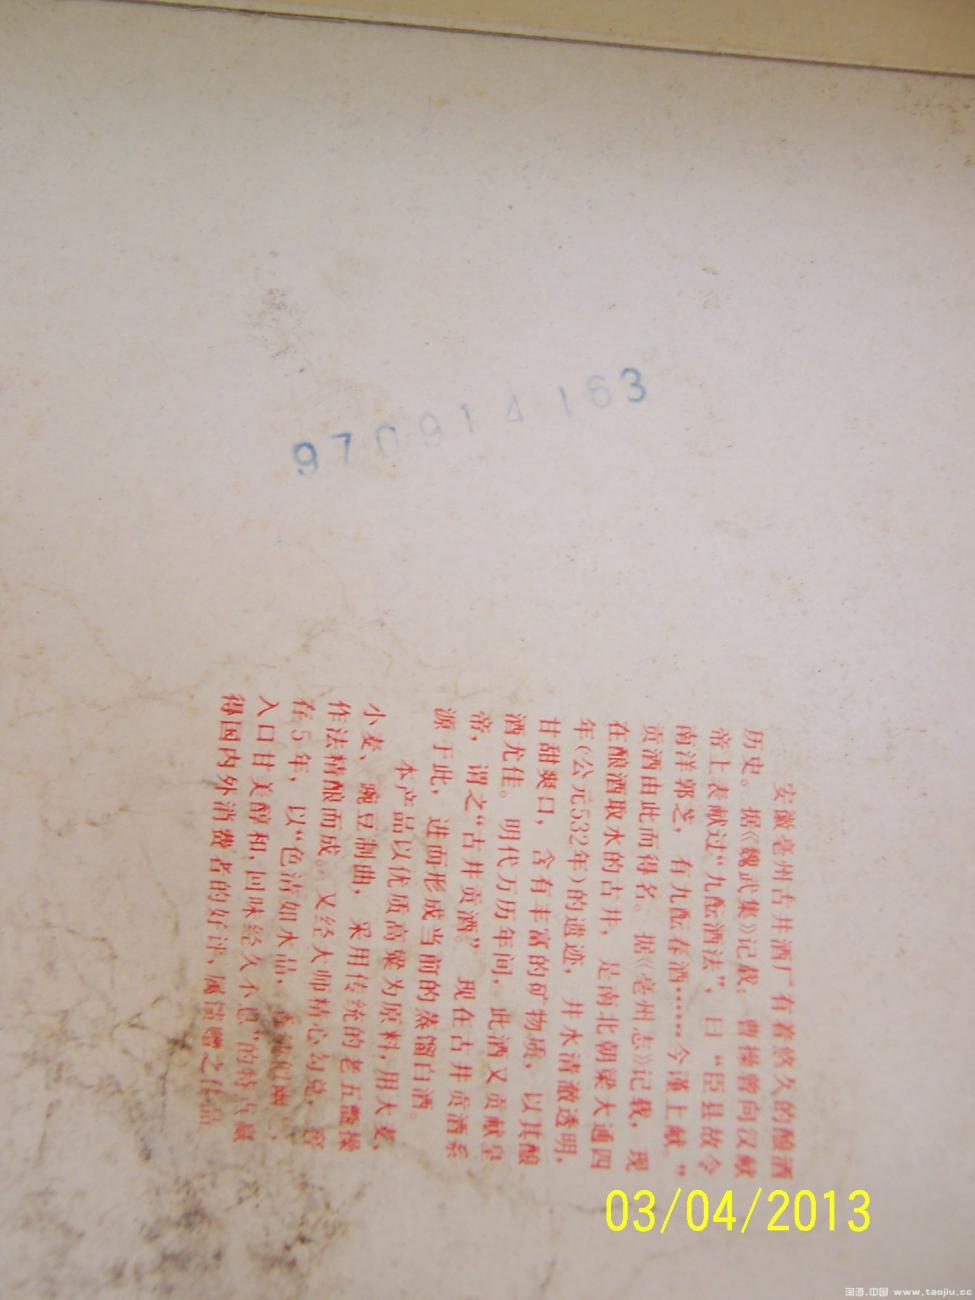 970914 163
安徽亳州古井酒厂有着悠久的酿酒
历史。据《魏武集》记载：曹操曾向汉献
帝上表献过“九酝酒法”，曰“臣县故令
南洋郭芝，有九酝春酒……今谨上献。”
贡酒由此而得名。据《亳州志》记载，现
在酿酒取水的古井，是南北朝梁大通四
年(公元532年)的遗迹，井水清澈透明，
甘甜爽口，含有丰富的矿物质，以其酿
酒尤佳。明代万历年间，此酒又贡献皇
帝，谓之“古井贡酒”。现在古井贡酒系
源于此，进而形成当前的蒸馏白酒。
本产品以优质高粱为原料，用大麦、
小麦、豌豆制曲，采用传统的老五甑操
作法精酿而成。又经大师精心勾兑，贮
存5年，以“色清如水晶，
入口甘美醇和，回味经久不息”的特点赢
得国内外消费者的好评，属馈赠之佳品
03/04/2013
淘酒.中国 www.taojiu.cc